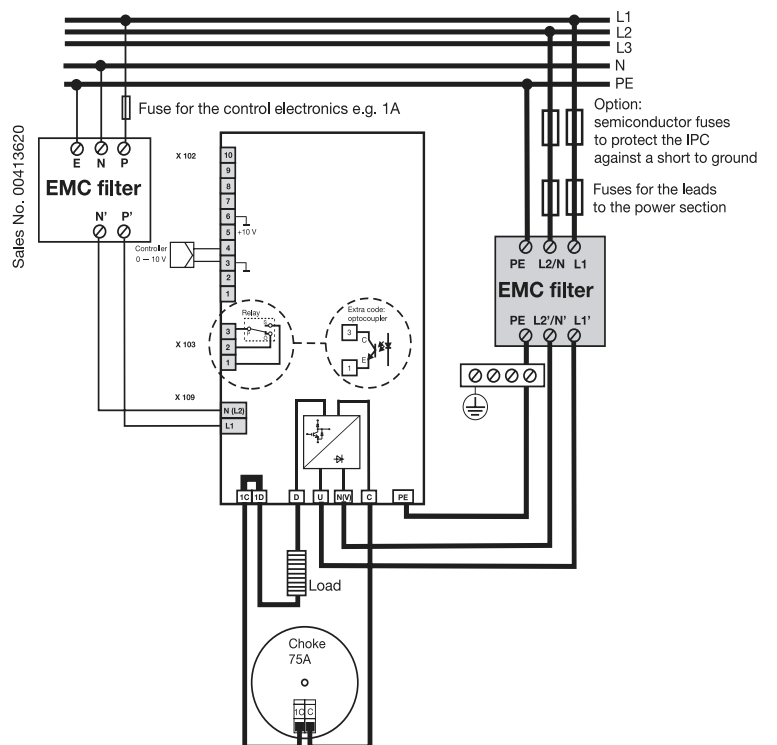 L1
L2
L3
N
PE
Fuse for the control electronics e.g. 1A
Option:
semiconductor fuses
to protect the IPC
against a short to ground
Fuses for the leads
to the power section
Sales No. 00413620
E N P
EMC filter
N' P'
X 102
10
9
8
7
6
5 +10 V
4
3
2
1
Controller
0 – 10 V
PE L2/N L1
EMC filter
PE L2'/N' L1'
Relay
Extra code:
optocoupler
X 103
3
2
1
P
3
C
E
1
X 109
N (L2)
L1
1C 1D D U N(V) C PE
Load
Choke
75A
1C C